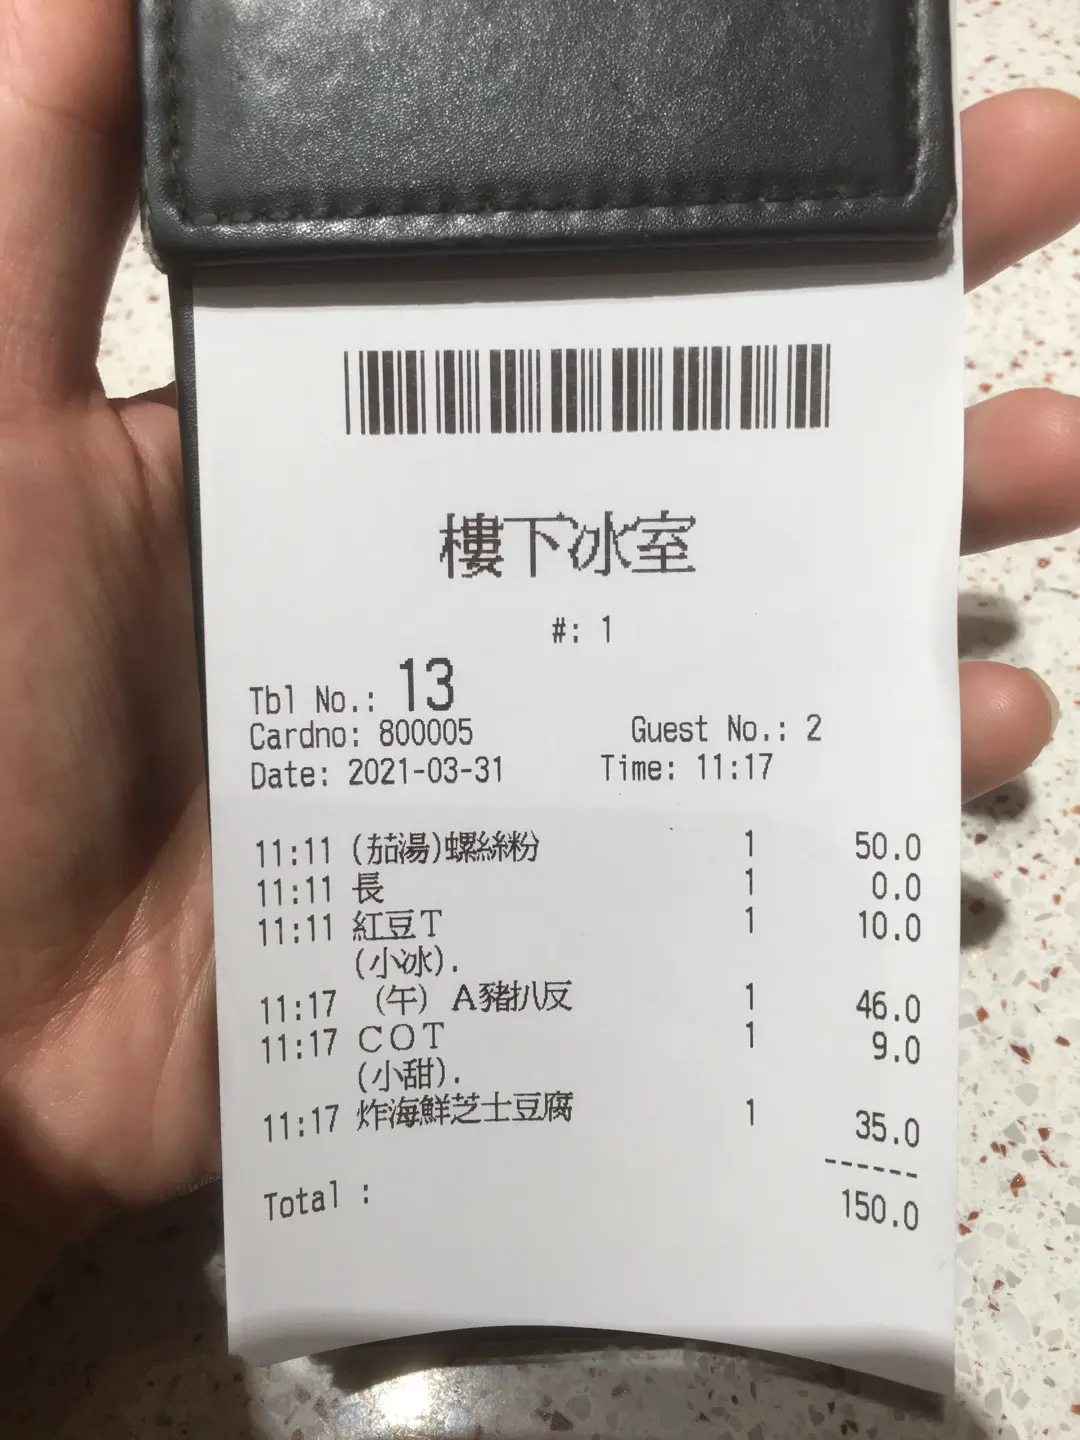 樓下冰室
#: 1
Tbl No.: 13
Cardno: 800005 Guest No.: 2
Date: 2021-03-31 Time: 11:17
11:11 (茄湯)螺絲粉 1 50.0
11:11 長 1 0.0
11:11 紅豆T 1 10.0
(小冰).
11:17 (午) A豬扒反 1 46.0
11:17 COT 1 9.0
(小甜).
11:17 炸海鮮芝士豆腐 1 35.0
------
Total : 150.0